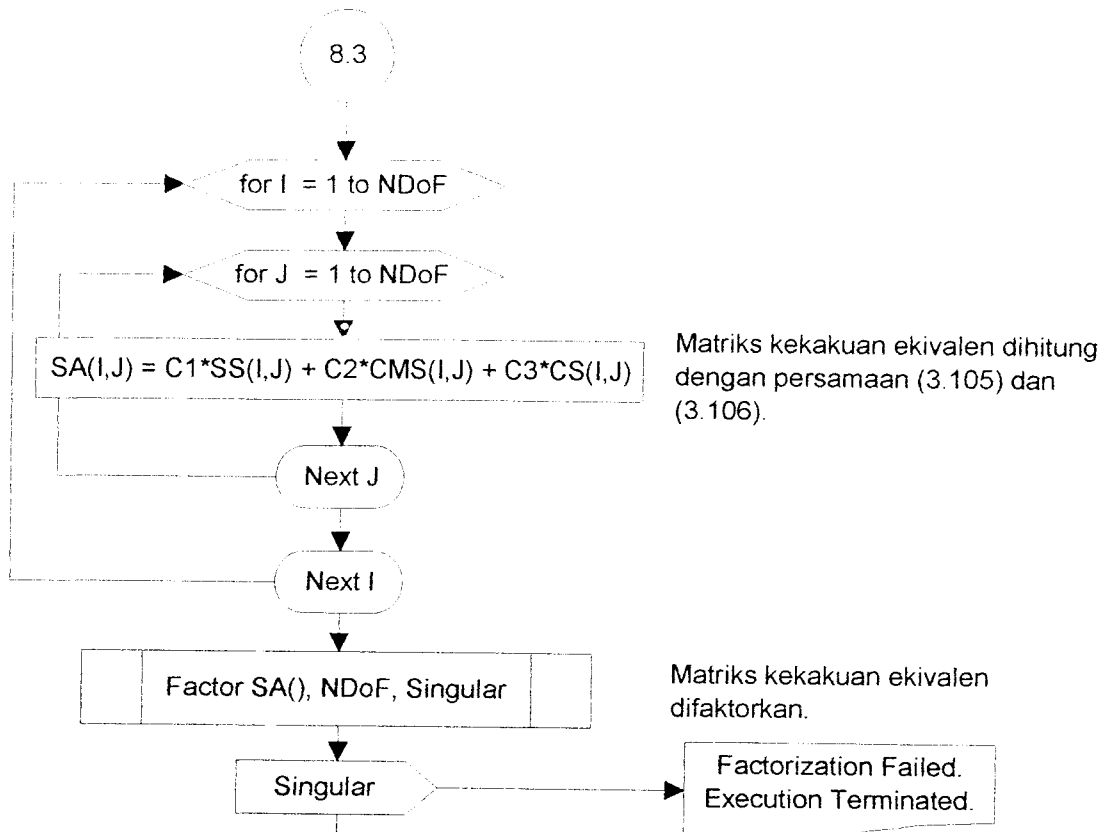 8.3
for I = 1 to NDoF
for J = 1 to NDoF
SA(I,J) = C1*SS(I,J) + C2*CMS(I,J) + C3*CS(I,J)
Matriks kekakuan ekivalen dihitung
dengan persamaan (3.105) dan
(3.106).
Next J
Next I
Factor SA(), NDoF, Singular
Matriks kekakuan ekivalen
difaktorkan.
Singular
Factorization Failed.
Execution Terminated.